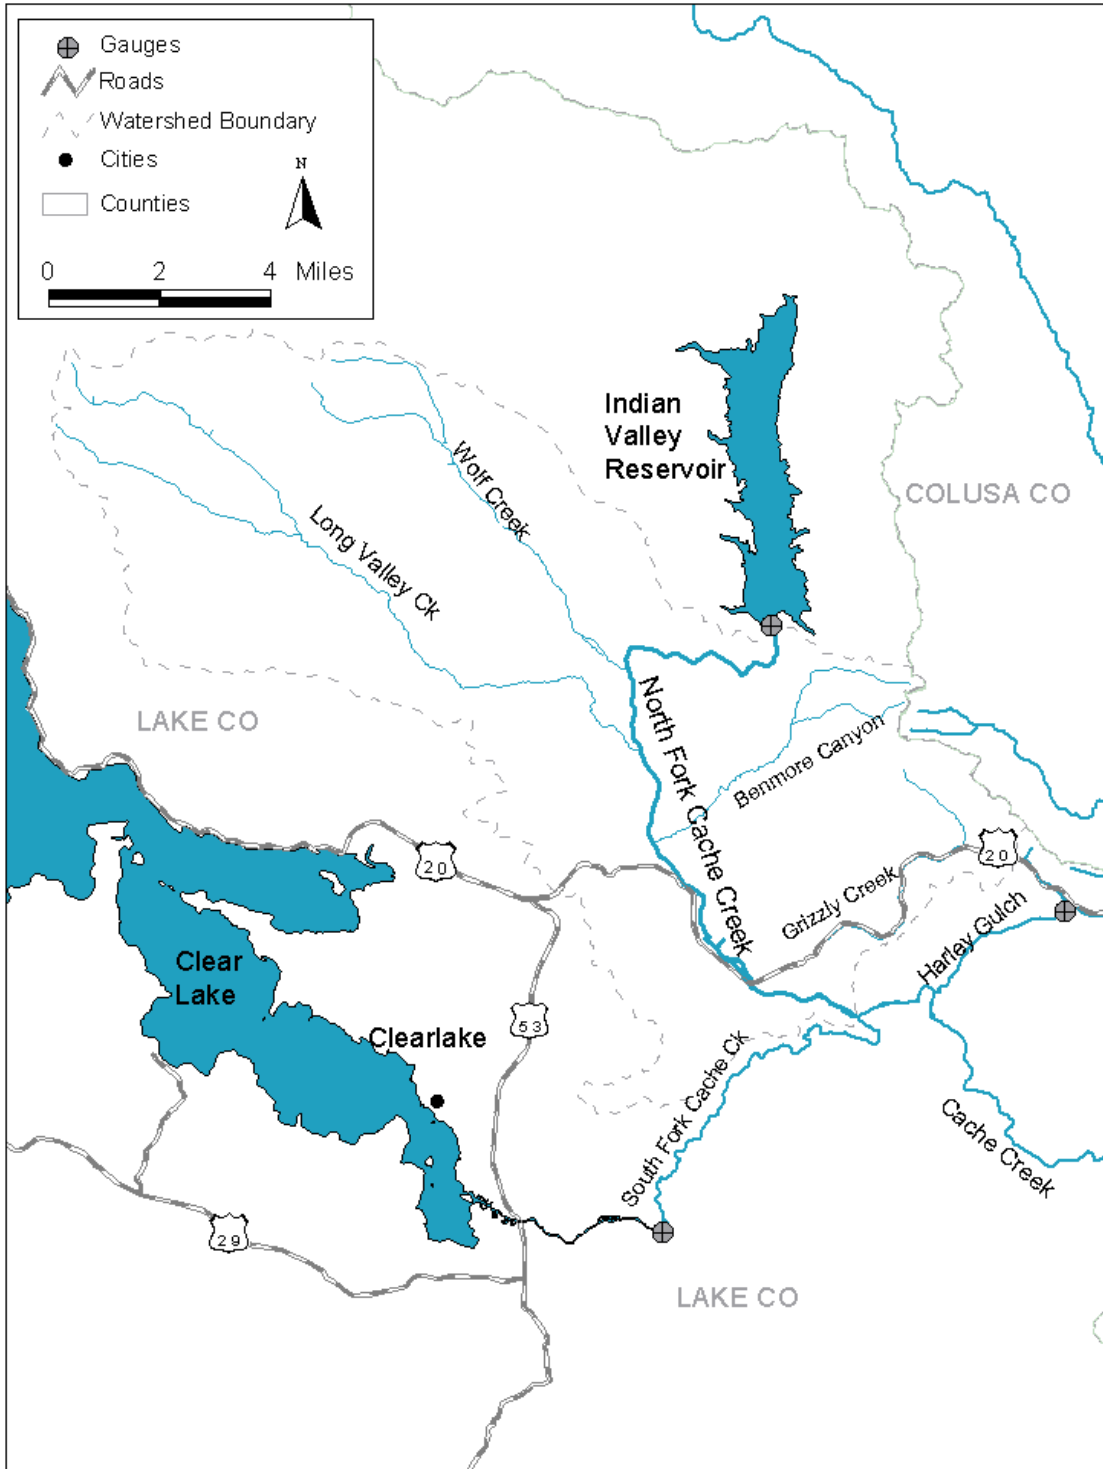 Gauges
Roads
Watershed Boundary
Cities
Counties
N
0 2 4 Miles
Indian
Valley
Reservoir
COLUSA CO
Wolf Creek
Long Valley Ck
LAKE CO
North Fork Cache Creek
Benmore Canyon
20
20
Grizzly Creek
Harley Gulch
Clear
Lake
53
Clearlake
South Fork Cache Ck
Cache Creek
29
LAKE CO